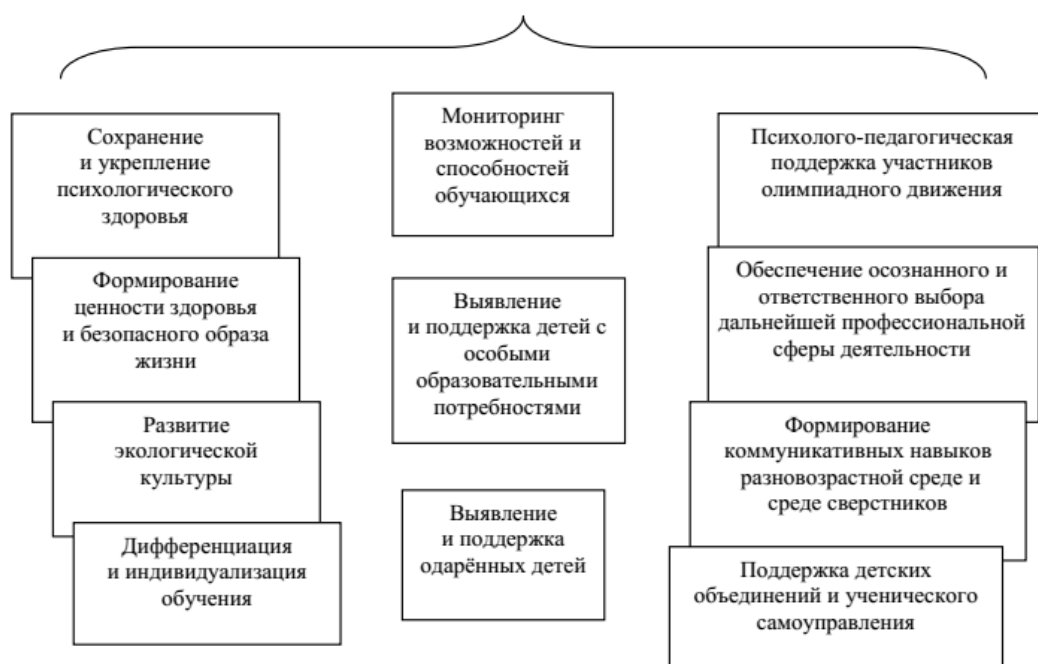 Сохранение
и укрепление
психологического
здоровья
Формирование
ценности здоровья
и безопасного образа
жизни
Развитие
экологической
культуры
Дифференциация
и индивидуализация
обучения
Мониторинг
возможностей и
способностей
обучающихся
Выявление
и поддержка детей с
особыми
образовательными
потребностями
Выявление
и поддержка
одарённых детей
Психолого-педагогическая
поддержка участников
олимпиадного движения
Обеспечение осознанного и
ответственного выбора
дальнейшей профессиональной
сферы деятельности
Формирование
коммуникативных навыков
разновозрастной среде и
среде сверстников
Поддержка детских
объединений и ученического
самоуправления